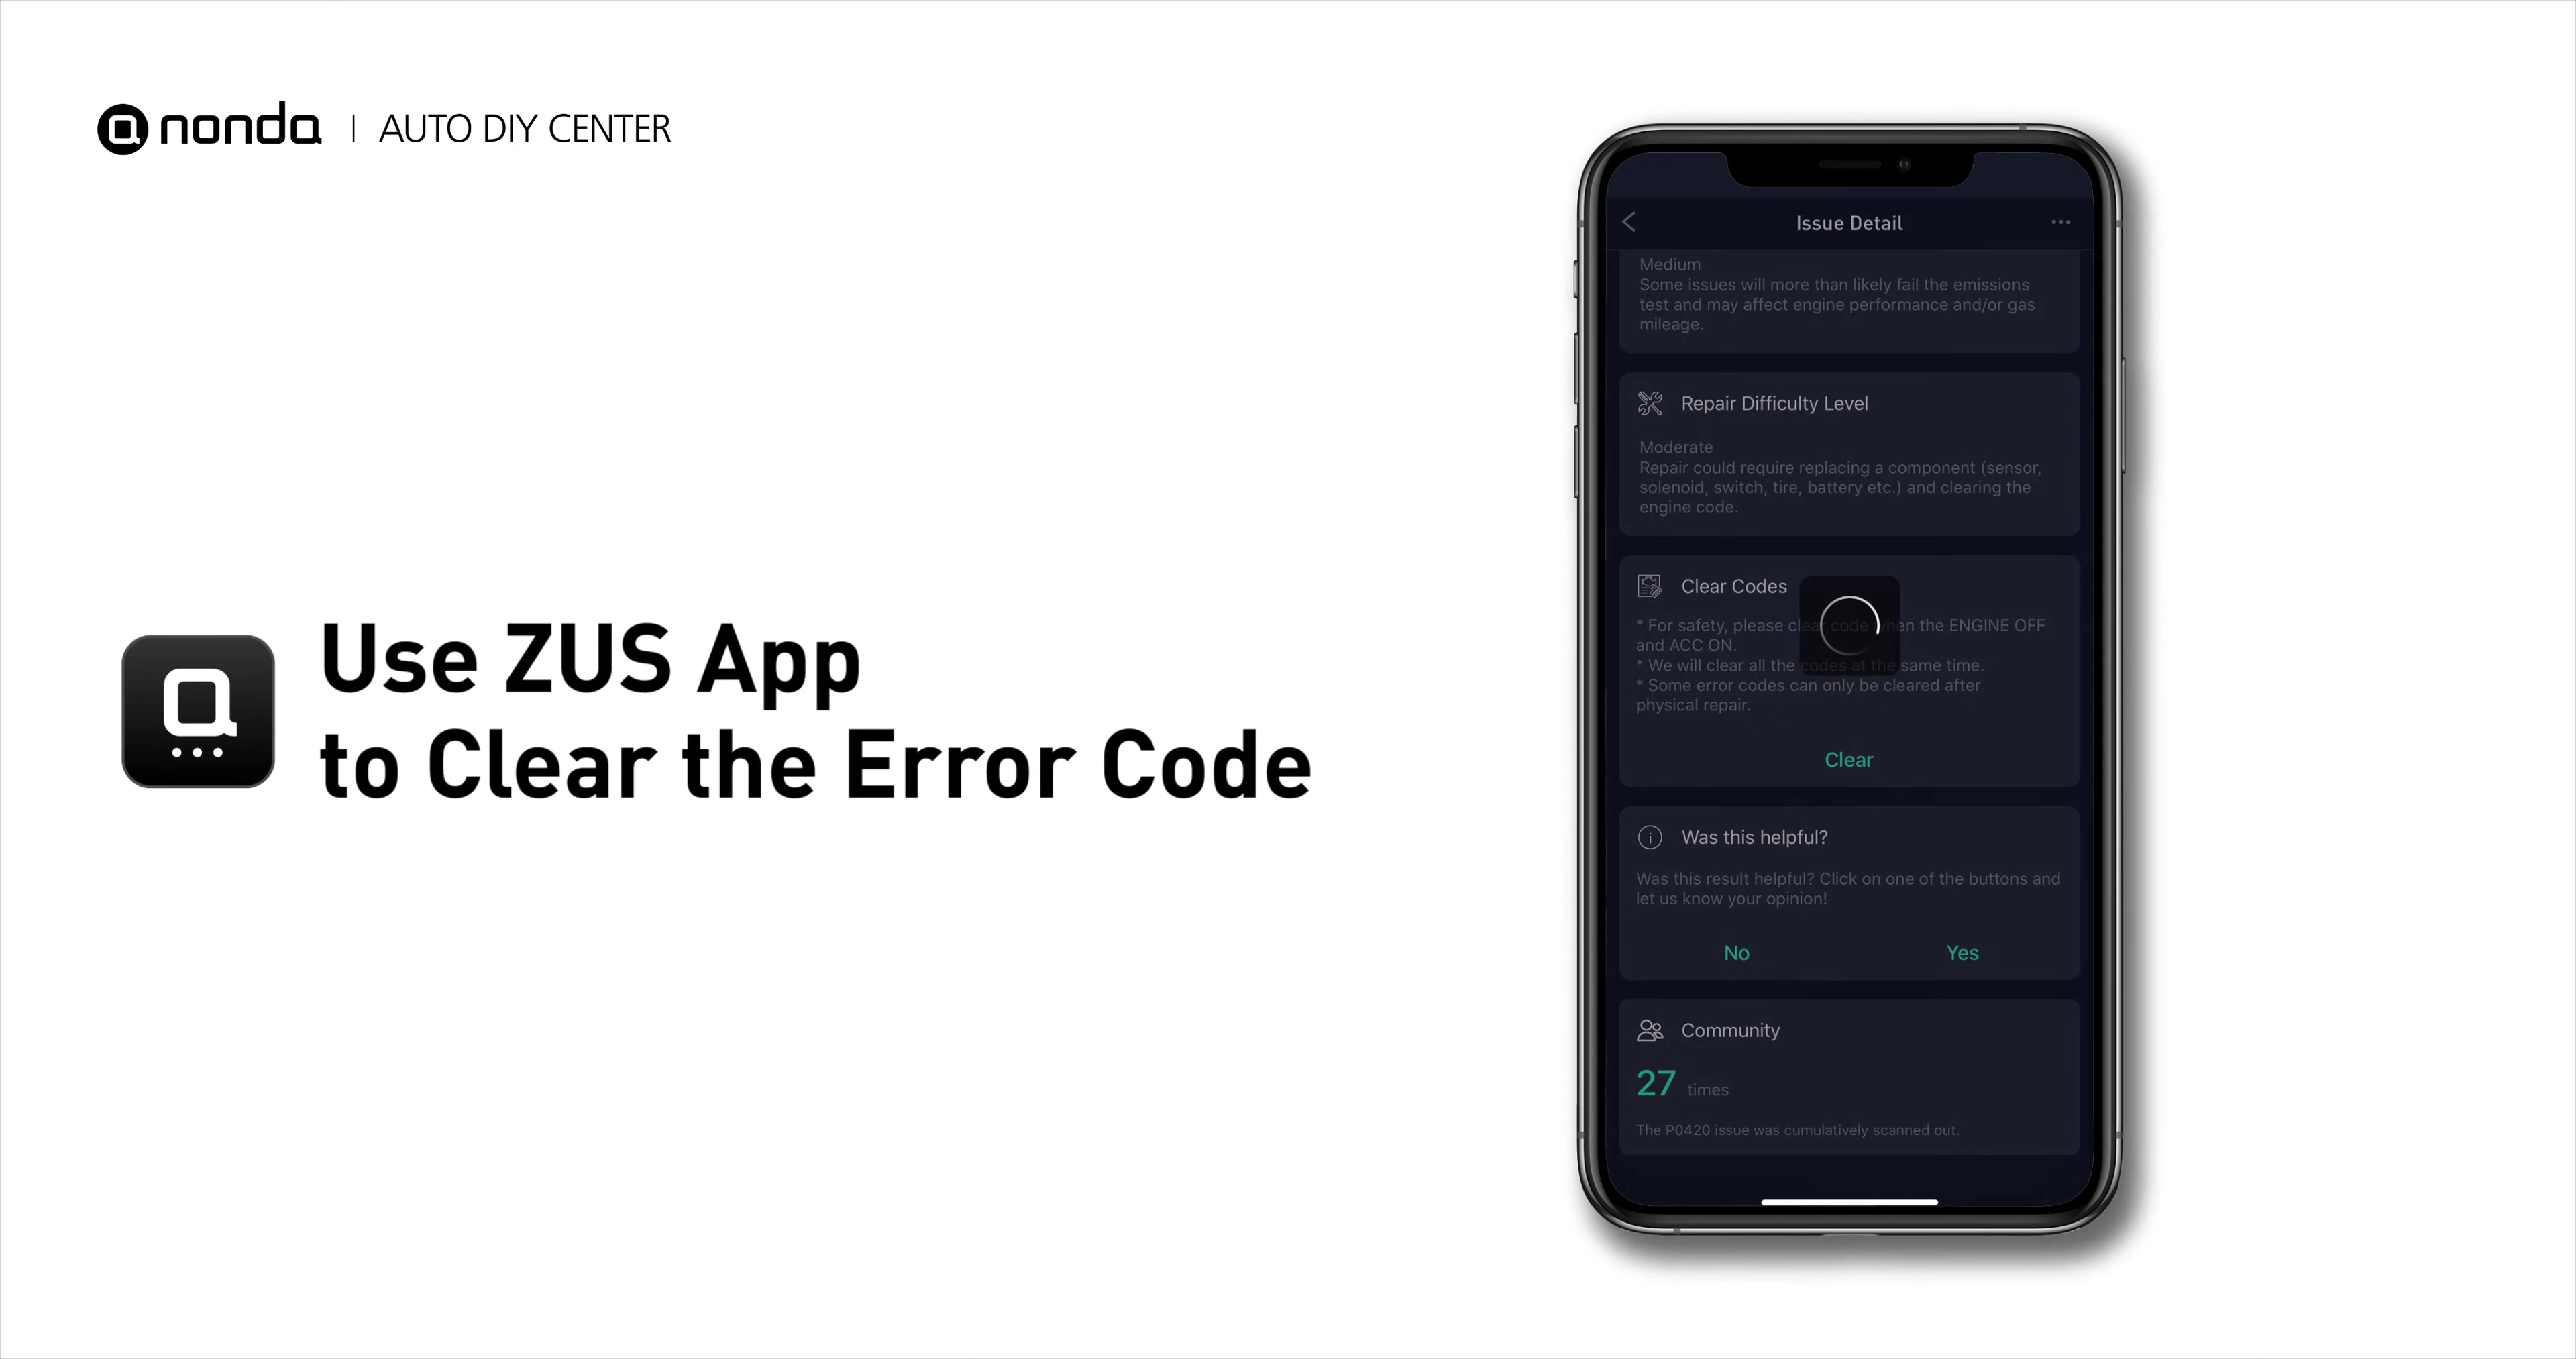 nonda | AUTO DIY CENTER
Use ZUS App
to Clear the Error Code
Issue Detail
Medium
Some issues will more than likely fail the emissions
test and may affect engine performance and/or gas
mileage.
Repair Difficulty Level
Moderate
Repair could require replacing a component (sensor,
solenoid, switch, tire, battery etc.) and clearing the
engine code.
Clear Codes
* For safety, please clear code when the ENGINE OFF
and ACC ON.
* We will clear all the codes at the same time.
* Some error codes can only be cleared after
physical repair.
Clear
Was this helpful?
Was this result helpful? Click on one of the buttons and
let us know your opinion!
No Yes
Community
27 times
The P0420 issue was cumulatively scanned out.